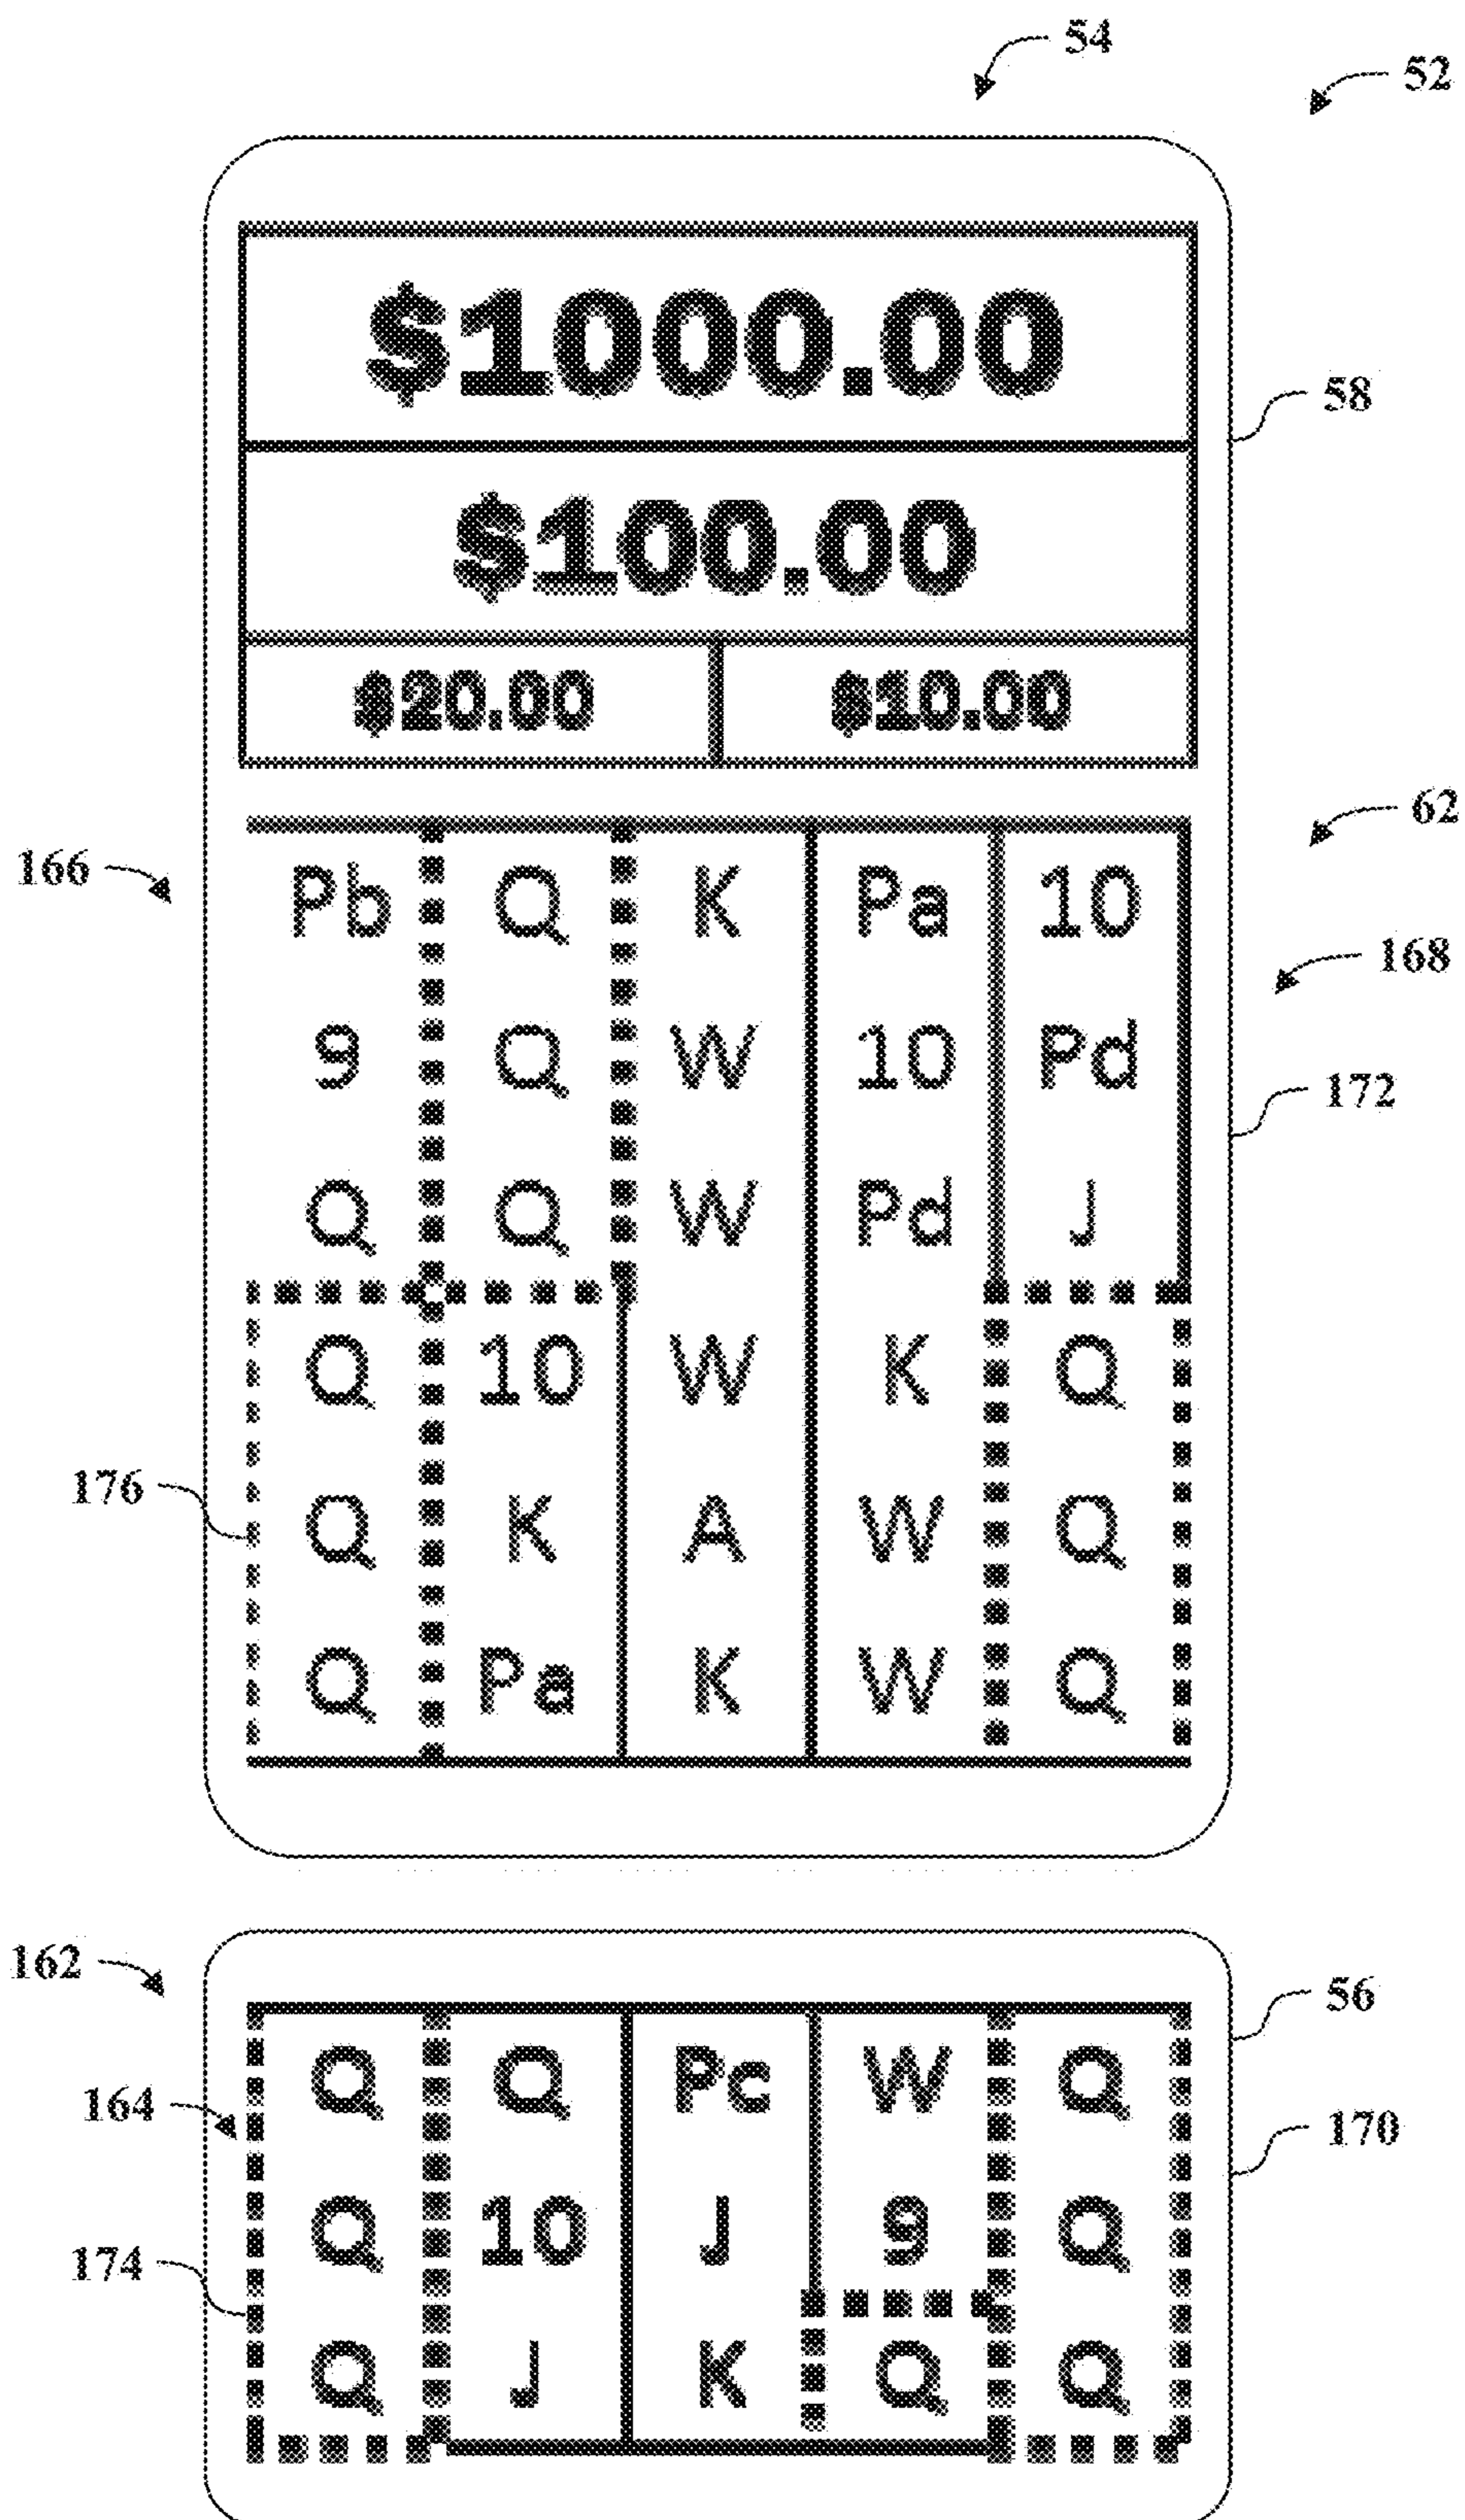 54
52
$1000.00
58
$100.00
$20.00 $10.00
62
166
Pb Q K Pa 10
168
9 Q W 10 Pd
172
Q Q W Pd J
Q 10 W K Q
176
Q K A W Q
Q Pa K W Q
162
56
Q Q Pc W Q
164
170
Q 10 J 9 Q
174
Q J K Q Q